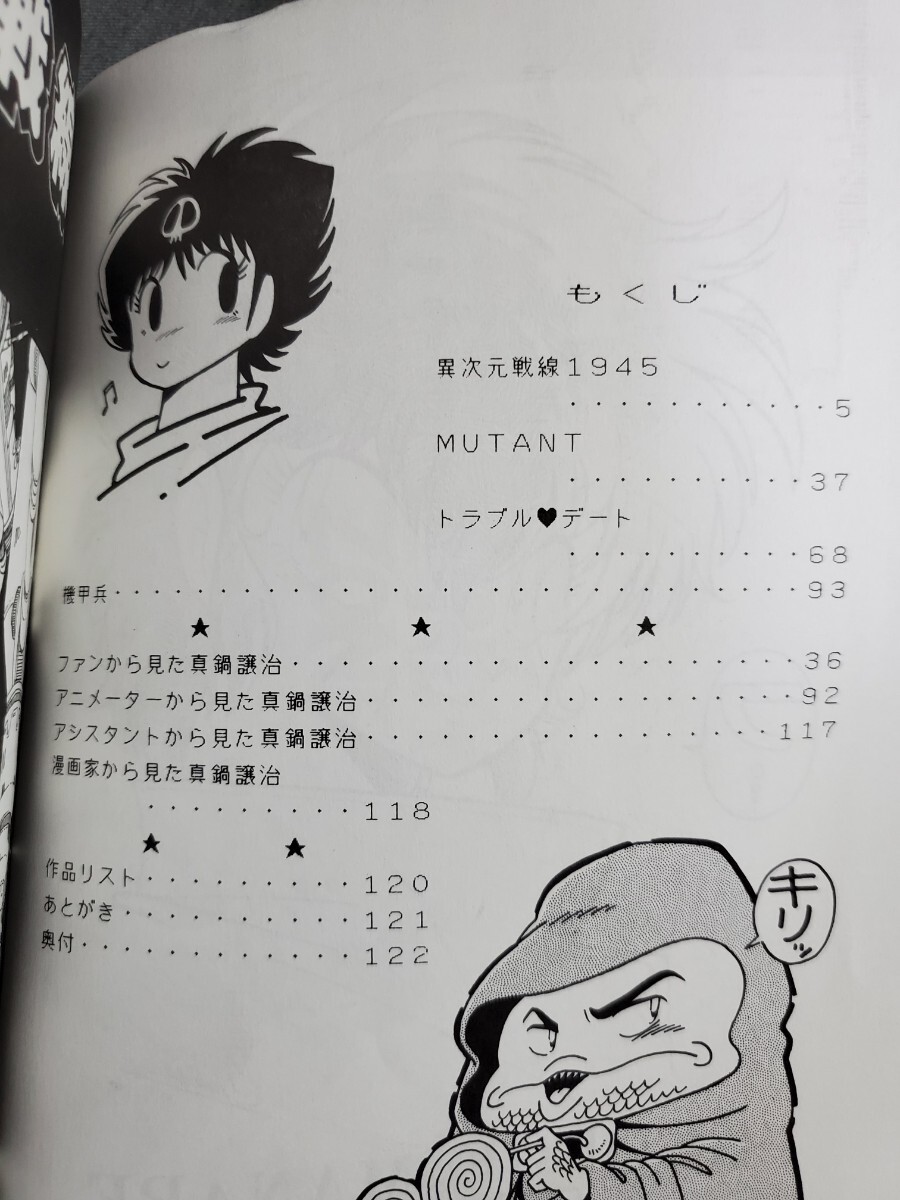 もくじ
異次元戦線1945
・・・・・・・・・・・・5
MUTANT
・・・・・・・・・・・37
トラブル♥デート
・・・・・・・・・・・68
機甲兵・・・・・・・・・・・・・・・・・・・・・・・・・・・・・・・93
★ ★ ★
ファンから見た真鍋譲治・・・・・・・・・・・・・・・・・・・・・・・36
アニメーターから見た真鍋譲治・・・・・・・・・・・・・・・・・・・92
アシスタントから見た真鍋譲治・・・・・・・・・・・・・・・・・・117
漫画家から見た真鍋譲治
・・・・・・・・・118
★ ★
作品リスト・・・・・・・・・120
あとがき・・・・・・・・・・121
奥付・・・・・・・・・・・・122
キリッ